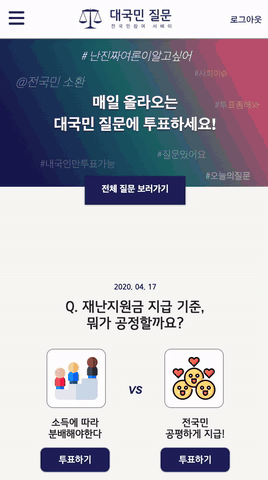 대국민 질문
전국민참여 서베이
로그아웃
# 난진짜여론이알고싶어
#사회이슈
@전국민 소환
매일 올라오는
#투표좀해봐
대국민 질문에 투표하세요!
#질문있어요
#내국인만투표가능
#오늘의질문
전체 질문 보러가기
2020. 04. 17
Q. 재난지원금 지급 기준,
뭐가 공정할까요?
VS
소득에 따라
분배해야한다
전국민
공평하게 지급!
투표하기
투표하기